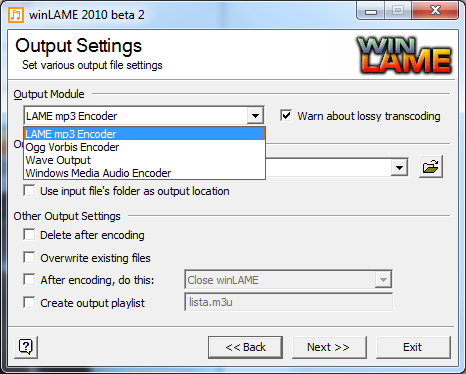 winLAME 2010 beta 2
Output Settings
Set various output file settings
WIN
LAME
Output Module
LAME mp3 Encoder
Warn about lossy transcoding
LAME mp3 Encoder
Ogg Vorbis Encoder
Wave Output
Windows Media Audio Encoder
Use input file's folder as output location
Other Output Settings
Delete after encoding
Overwrite existing files
After encoding, do this: Close winLAME
Create output playlist lista.m3u
<< Back Next >> Exit